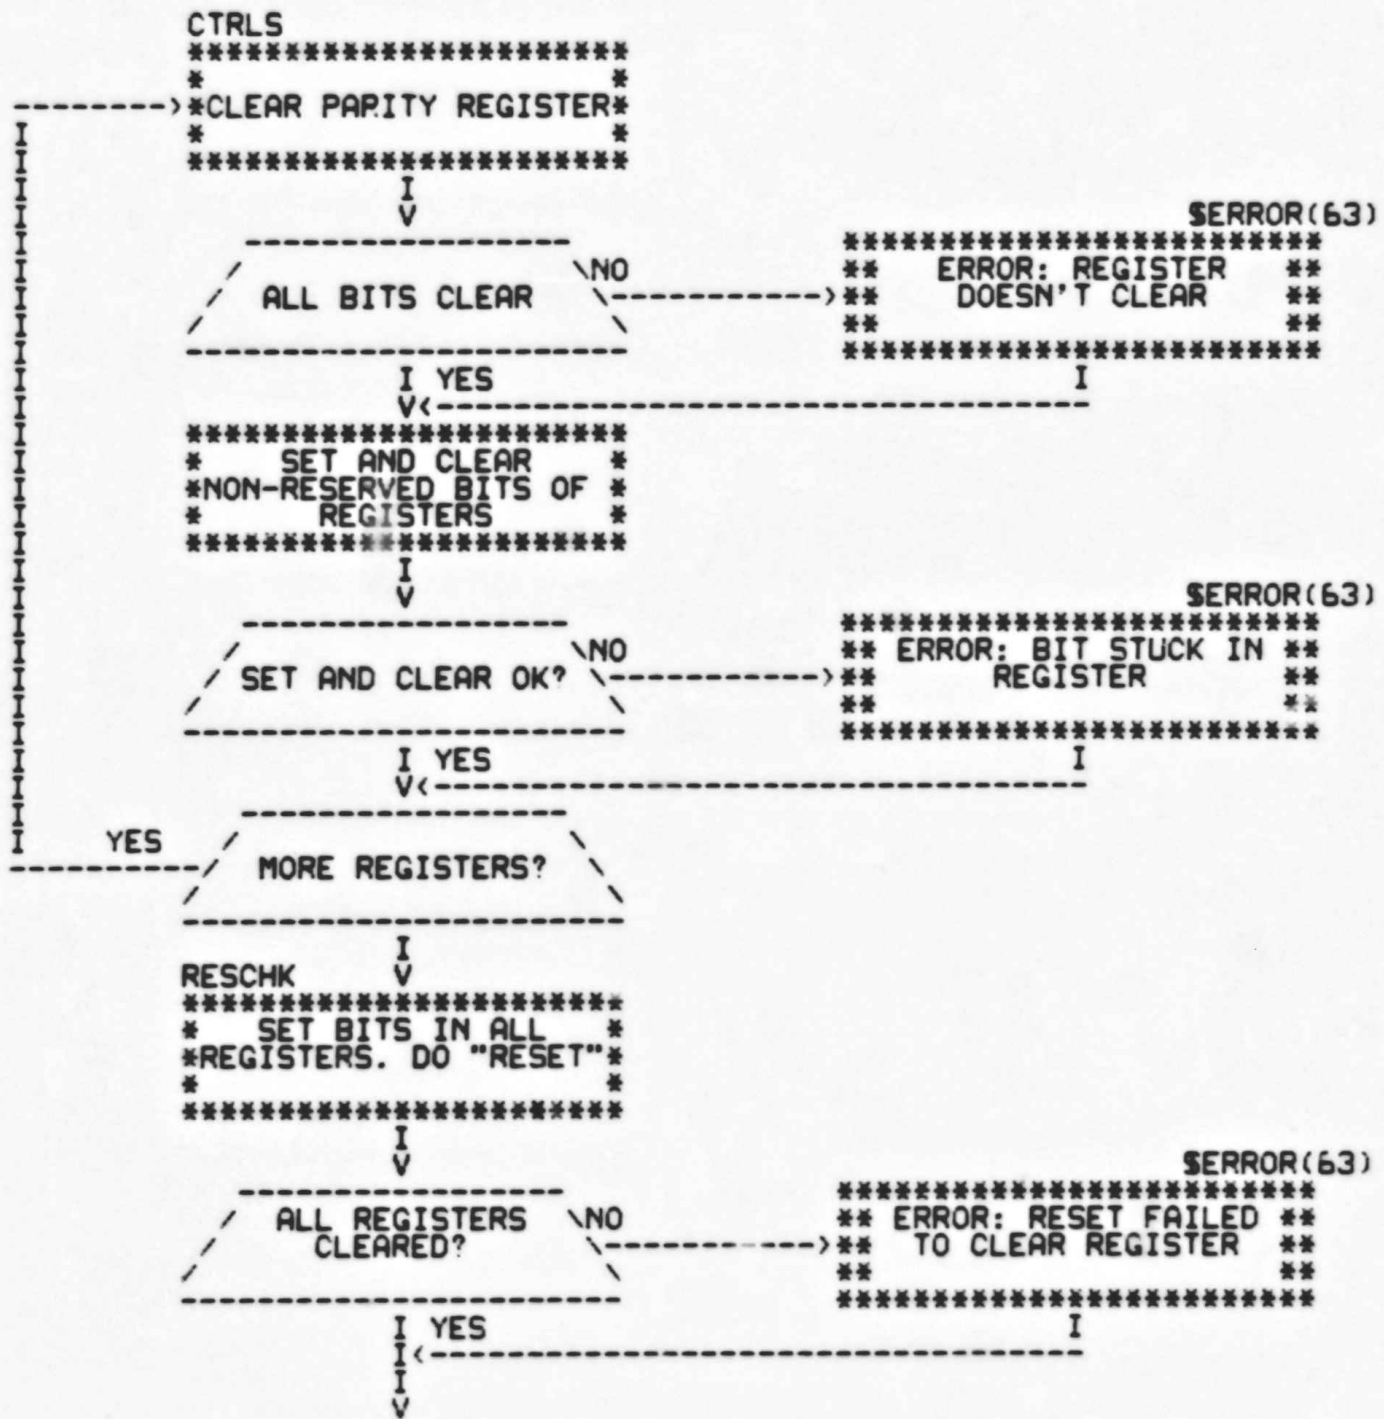 CTRLS
CLEAR PARITY REGISTER
$ERROR(63)
ALL BITS CLEAR
NO
ERROR: REGISTER
DOESN'T CLEAR
YES
SET AND CLEAR
NON-RESERVED BITS OF
REGISTERS
$ERROR(63)
SET AND CLEAR OK?
NO
ERROR: BIT STUCK IN
REGISTER
YES
YES
MORE REGISTERS?
RESCHK
SET BITS IN ALL
REGISTERS. DO "RESET"
$ERROR(63)
ALL REGISTERS
CLEARED?
NO
ERROR: RESET FAILED
TO CLEAR REGISTER
YES